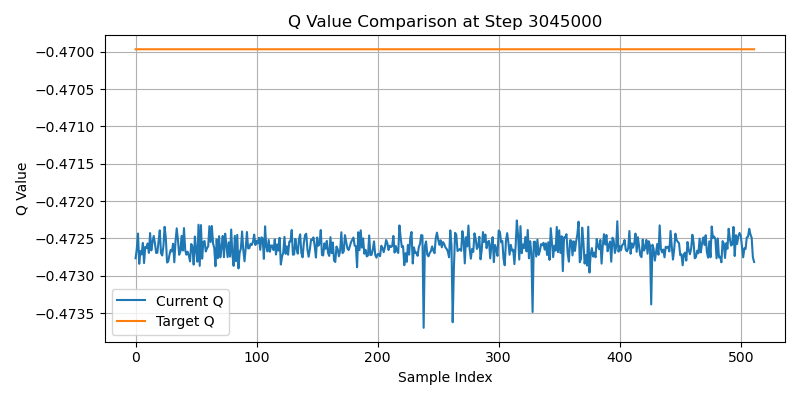 Q Value Comparison at Step 3045000
−0.4700
−0.4705
−0.4710
−0.4715
−0.4720
−0.4725
−0.4730
−0.4735
Q Value
Current Q
Target Q
0 100 200 300 400 500
Sample Index